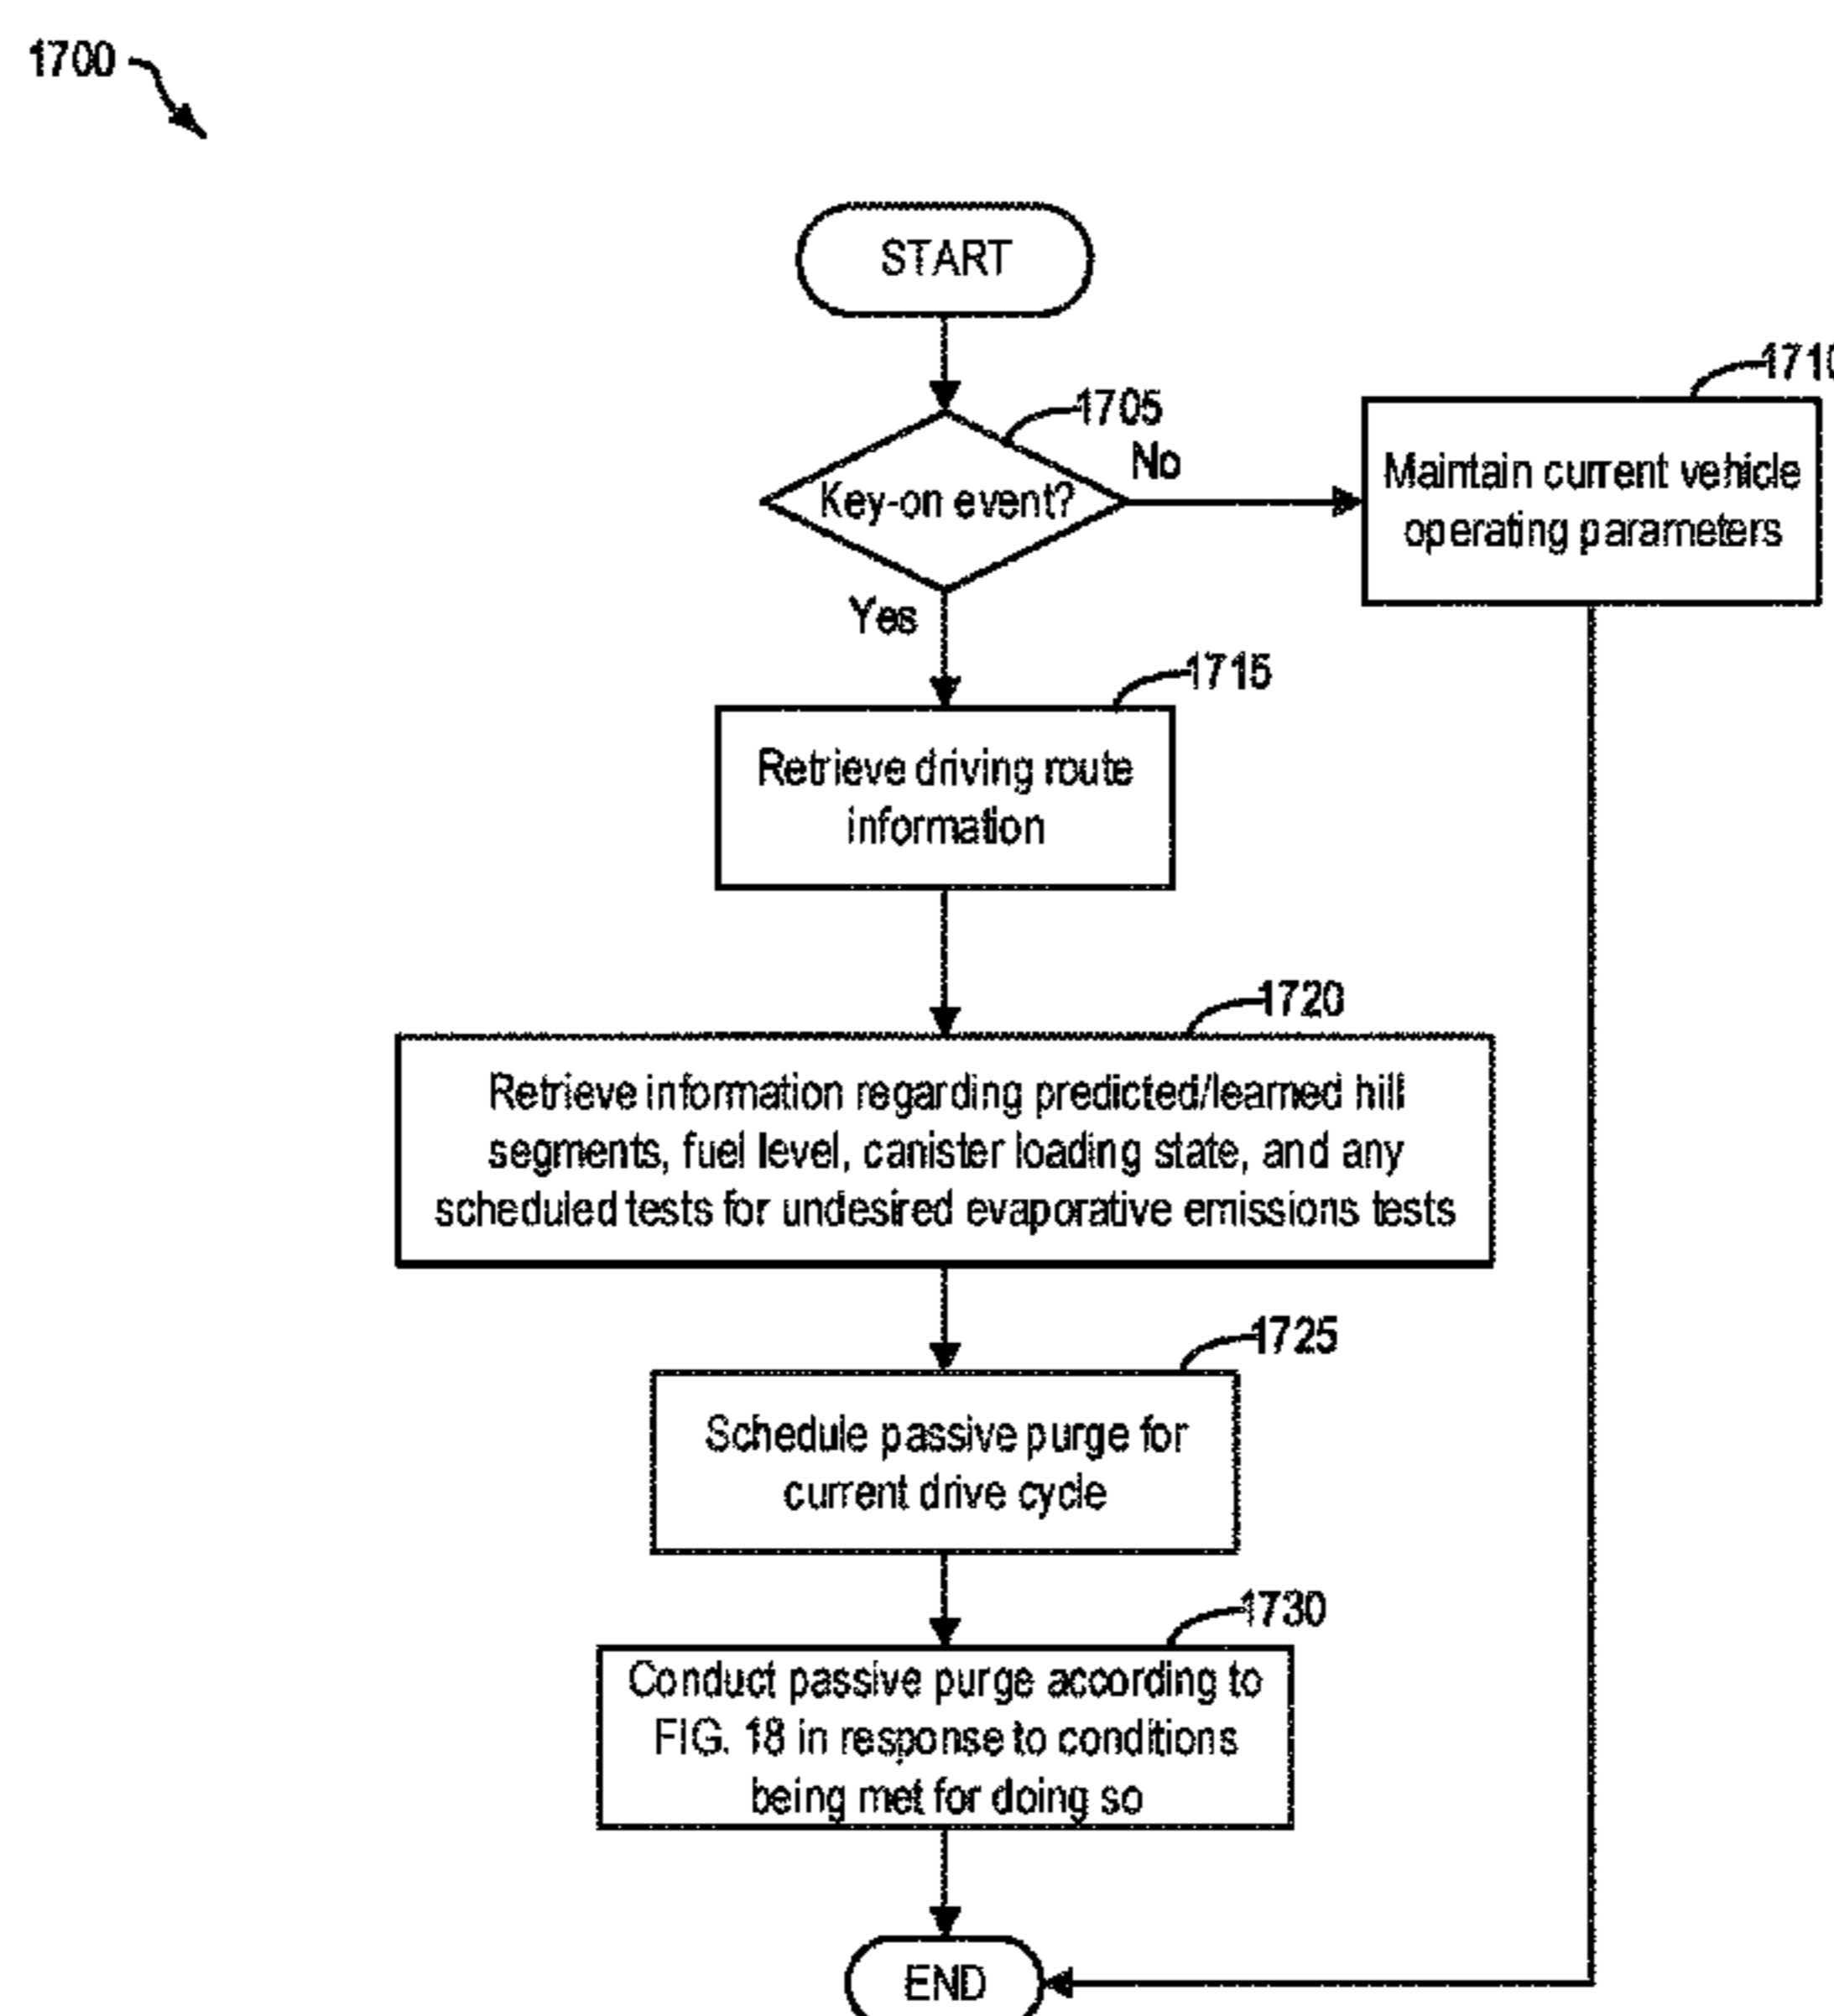 1700
START
1705
Key-on event?
No
1710
Maintain current vehicle
operating parameters
Yes
1715
Retrieve driving route
information
1720
Retrieve information regarding predicted/learned hill
segments, fuel level, canister loading state, and any
scheduled tests for undesired evaporative emissions tests
1725
Schedule passive purge for
current drive cycle
1730
Conduct passive purge according to
FIG. 18 in response to conditions
being met for doing so
END